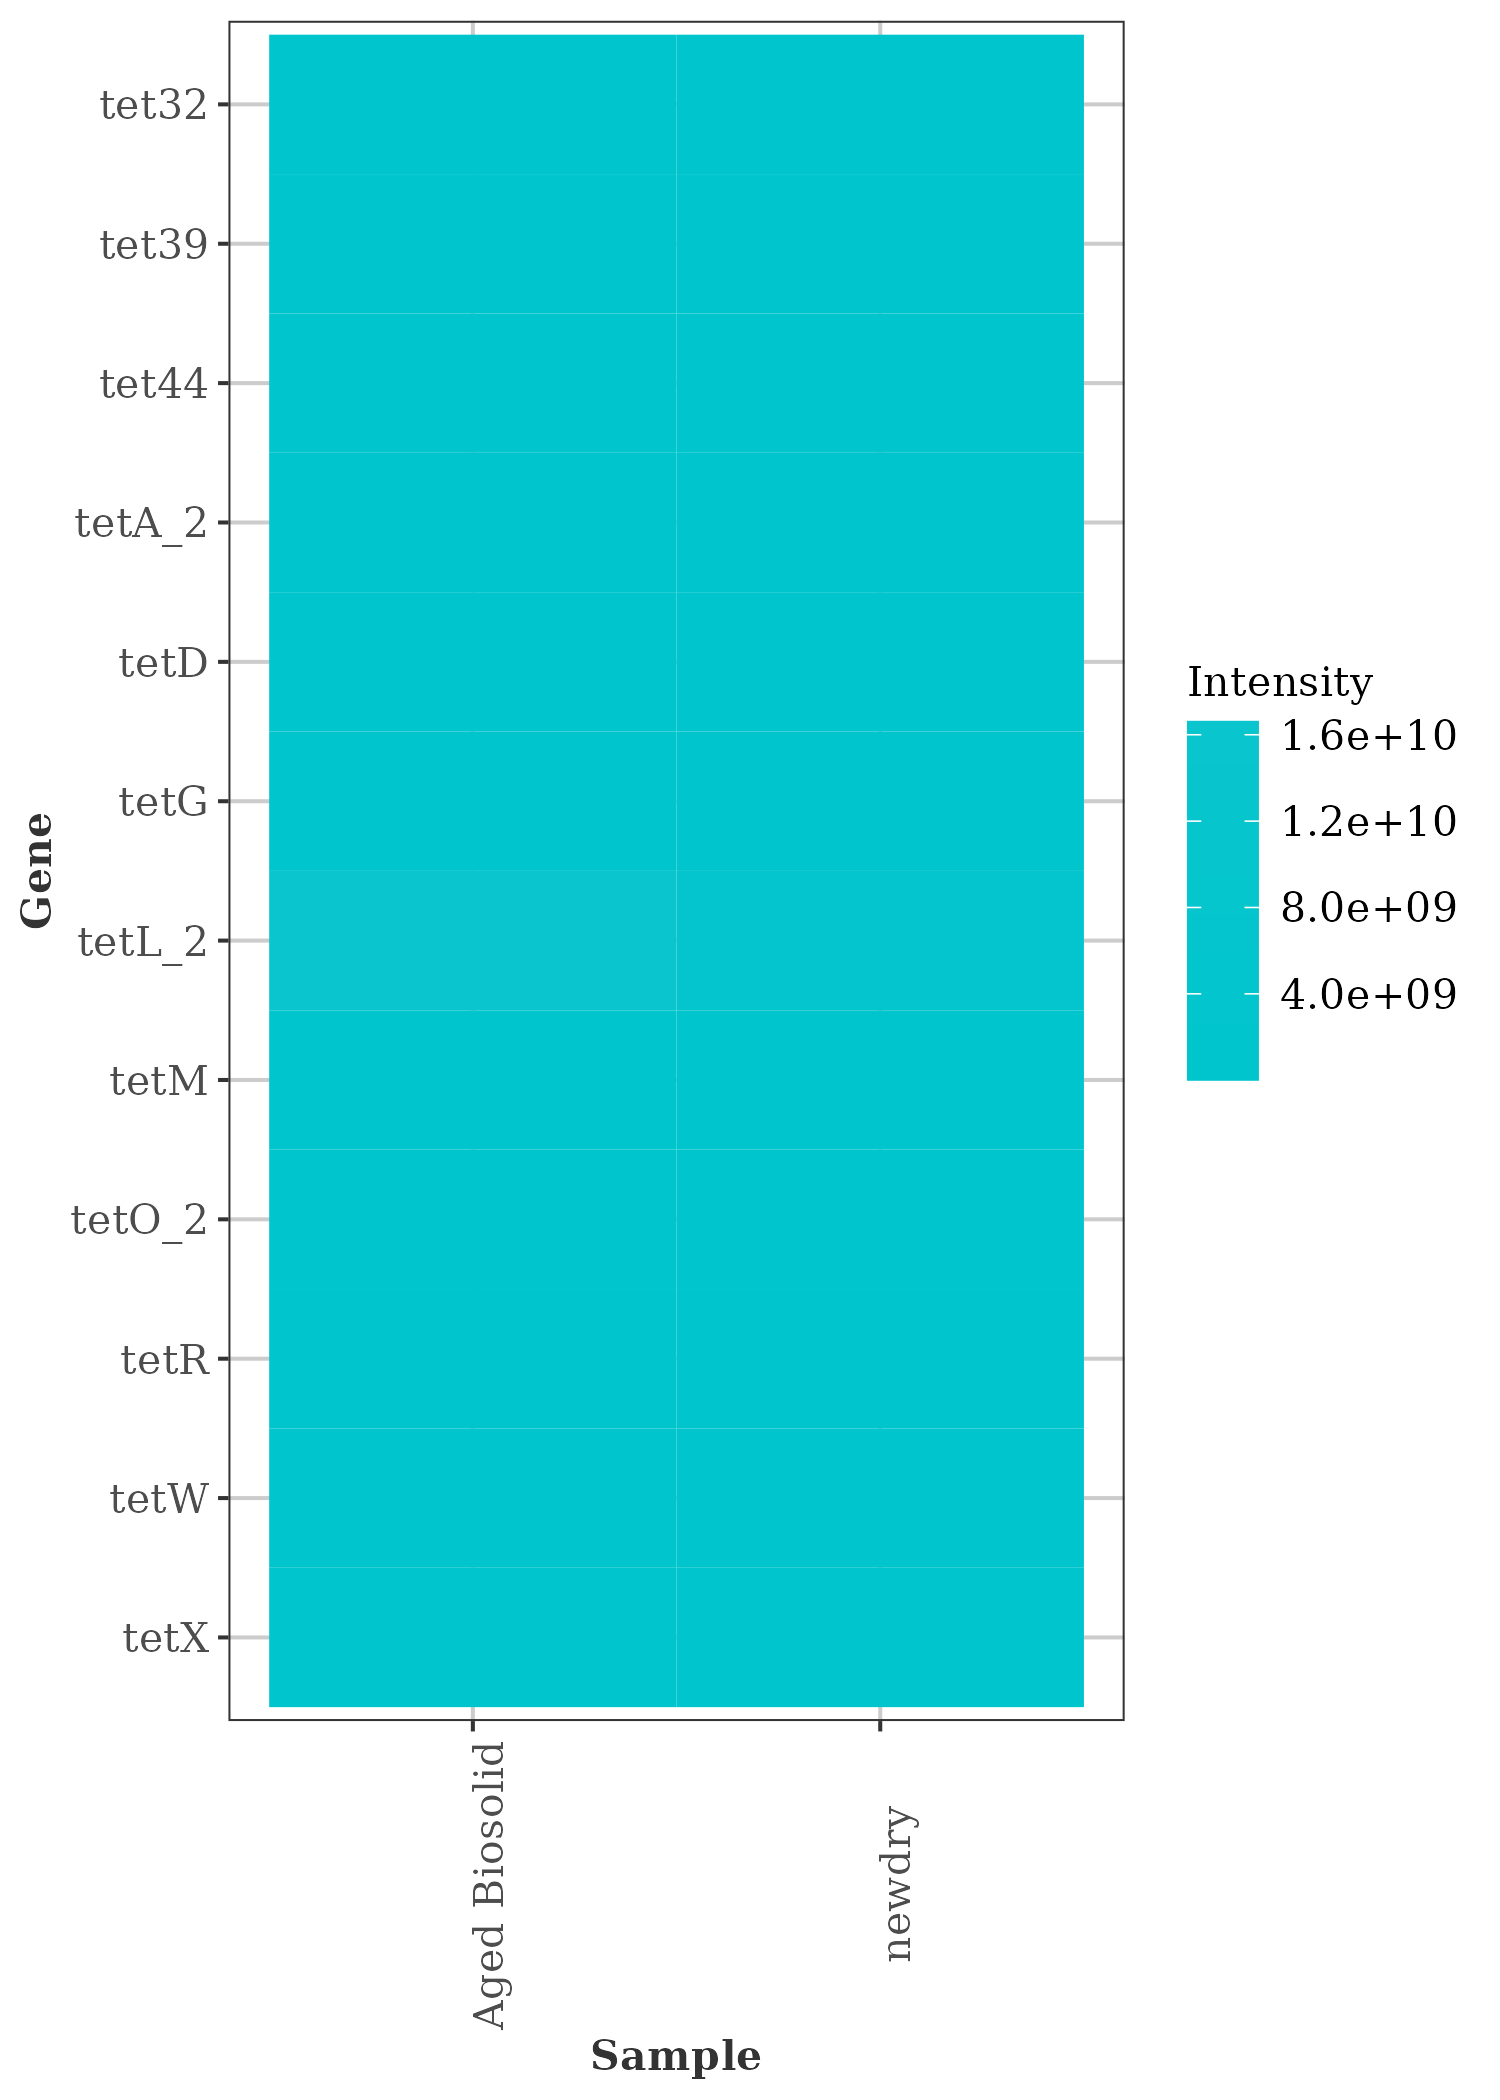 tet32
tet39
tet44
tetA_2
tetD
tetG
tetL_2
tetM
tetO_2
tetR
tetW
tetX
Gene
Aged Biosolid
newdry
Sample
Intensity
1.6e+10
1.2e+10
8.0e+09
4.0e+09